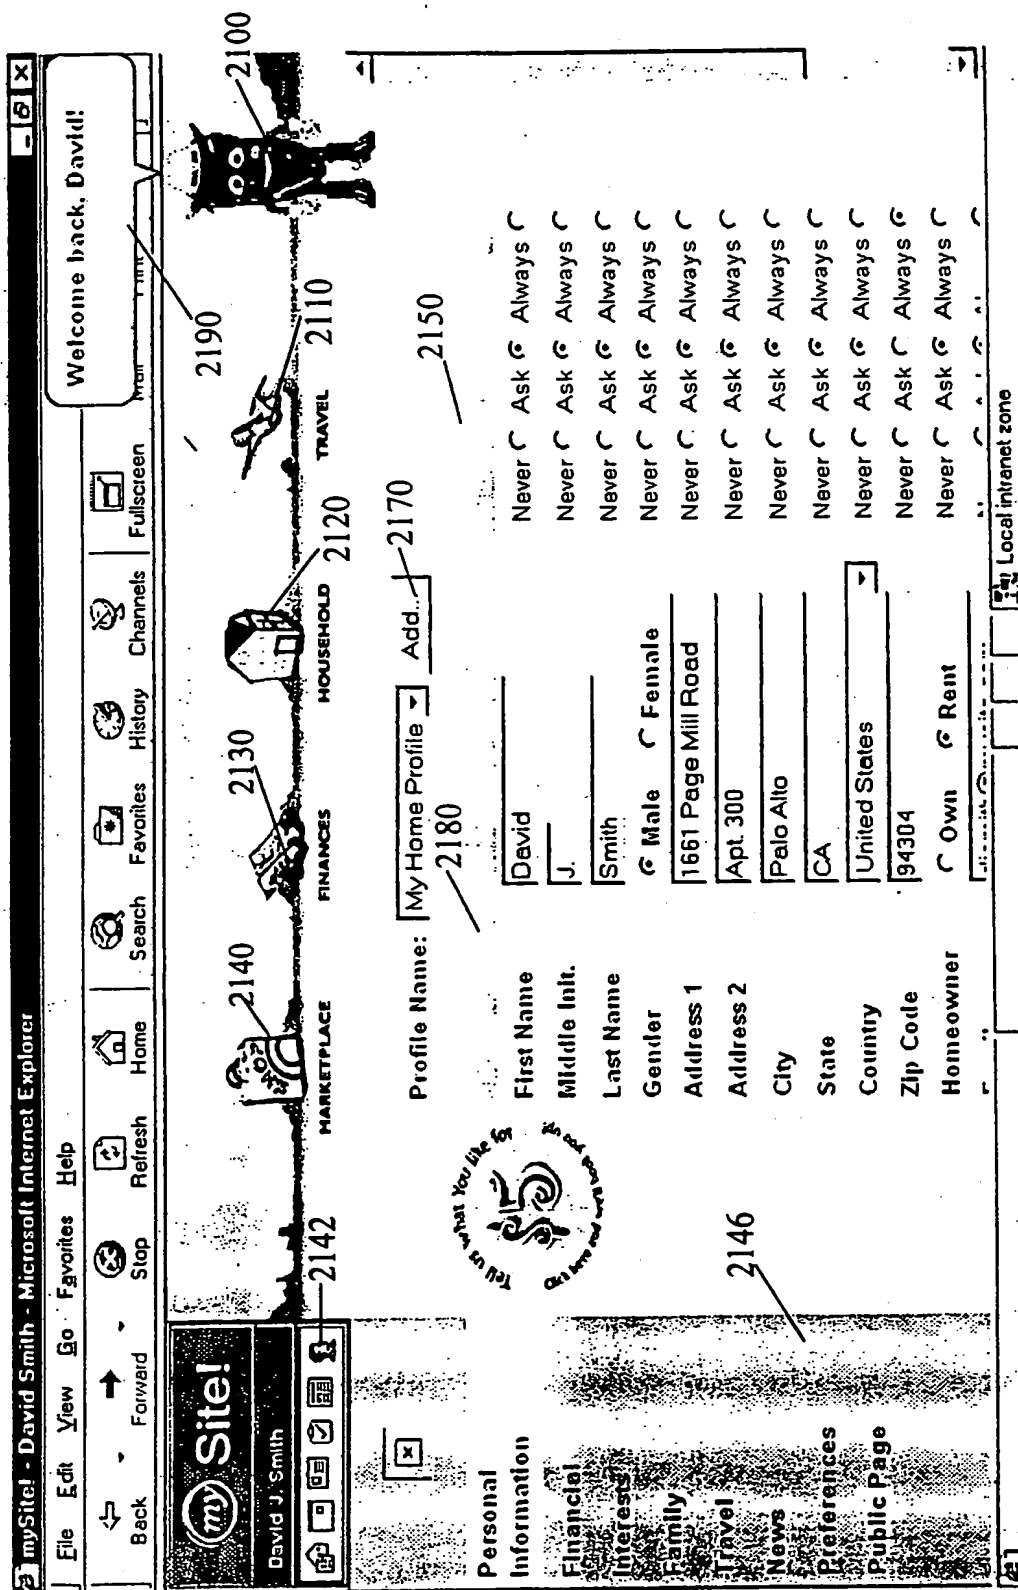 mySite! - David Smith - Microsoft Internet Explorer
File Edit View Go Favorites Help
Back Forward Stop Refresh Home Search Favorites History Channels Fullscreen
Welcome back, David!
2190
2100
my Site!
David J. Smith
2142
2140
2130
2120
2110
MARKETPLACE FINANCES HOUSEHOLD TRAVEL
Profile Name: My Home Profile Add...
2170
2180
2150
Tell us what You like for
Personal
Information
Financial
Interests
Family
Travel
News
Preferences
Public Page
2146
First Name David Never Ask Always
Middle Init. J. Never Ask Always
Last Name Smith Never Ask Always
Gender Male Female Never Ask Always
Address 1 1661 Page Mill Road Never Ask Always
Address 2 Apt. 300 Never Ask Always
City Palo Alto Never Ask Always
State CA Never Ask Always
Country United States Never Ask Always
Zip Code 94304 Never Ask Always
Homeowner Own Rent Never Ask Always
Local intranet zone